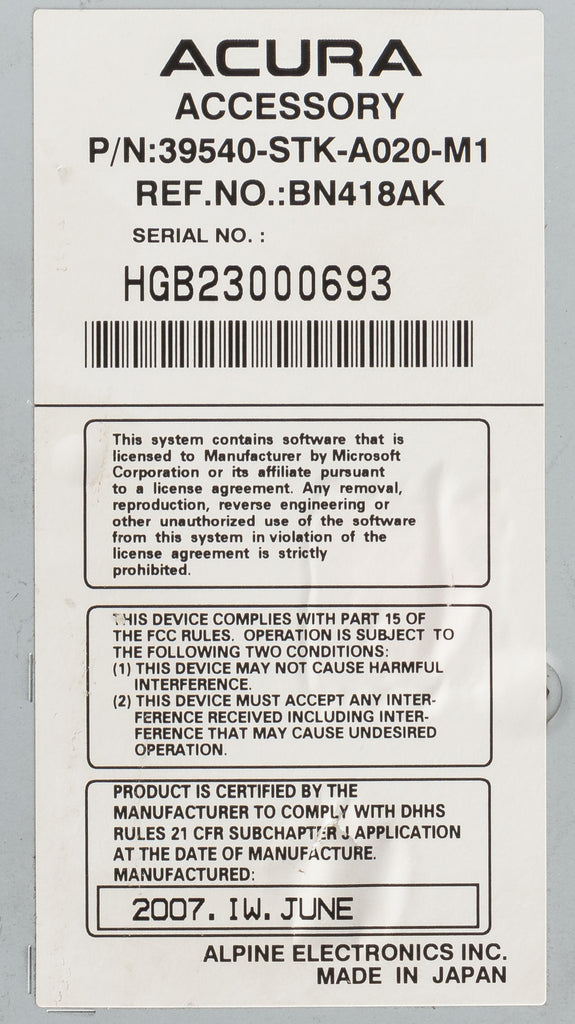 ACURA
ACCESSORY
P/N:39540-STK-A020-M1
REF.NO.:BN418AK
SERIAL NO. :
HGB23000693
This system contains software that is
licensed to Manufacturer by Microsoft
Corporation or its affiliate pursuant
to a license agreement. Any removal,
reproduction, reverse engineering or
other unauthorized use of the software
from this system in violation of the
license agreement is strictly
prohibited.
THIS DEVICE COMPLIES WITH PART 15 OF
THE FCC RULES. OPERATION IS SUBJECT TO
THE FOLLOWING TWO CONDITIONS:
(1) THIS DEVICE MAY NOT CAUSE HARMFUL
INTERFERENCE.
(2) THIS DEVICE MUST ACCEPT ANY INTER-
FERENCE RECEIVED INCLUDING INTER-
FERENCE THAT MAY CAUSE UNDESIRED
OPERATION.
PRODUCT IS CERTIFIED BY THE
MANUFACTURER TO COMPLY WITH DHHS
RULES 21 CFR SUBCHAPTER J APPLICATION
AT THE DATE OF MANUFACTURE.
MANUFACTURED:
2007. IW. JUNE
ALPINE ELECTRONICS INC.
MADE IN JAPAN